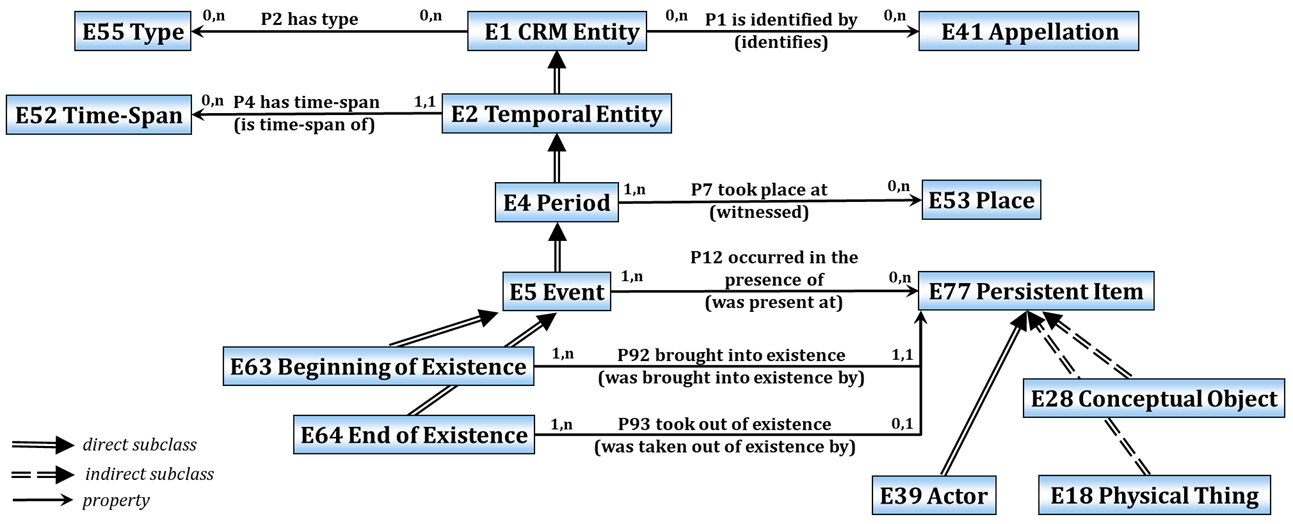 0,n P2 has type 0,n
E55 Type
E1 CRM Entity
0,n P1 is identified by 0,n
(identifies)
E41 Appellation
E52 Time-Span
0,n P4 has time-span 1,1
(is time-span of)
E2 Temporal Entity
E4 Period
1,n P7 took place at 0,n
(witnessed)
E53 Place
E5 Event
P12 occurred in the
1,n presence of 0,n
(was present at)
E77 Persistent Item
E63 Beginning of Existence
1,n P92 brought into existence 1,1
(was brought into existence by)
E28 Conceptual Object
E64 End of Existence
1,n P93 took out of existence 0,1
(was taken out of existence by)
direct subclass
indirect subclass
property
E39 Actor
E18 Physical Thing